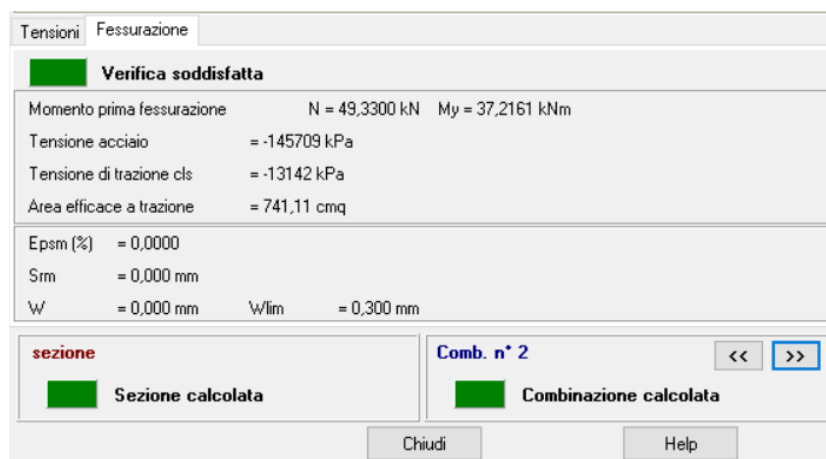 Tensioni Fessurazione
Verifica soddisfatta
Momento prima fessurazione N = 49,3300 kN My = 37,2161 kNm
Tensione acciaio = -145709 kPa
Tensione di trazione cls = -13142 kPa
Area efficace a trazione = 741,11 cmq
Epsm (%) = 0,0000
Srm = 0,000 mm
W = 0,000 mm Wlim = 0,300 mm
sezione Comb. n° 2 << >>
Sezione calcolata Combinazione calcolata
Chiudi Help